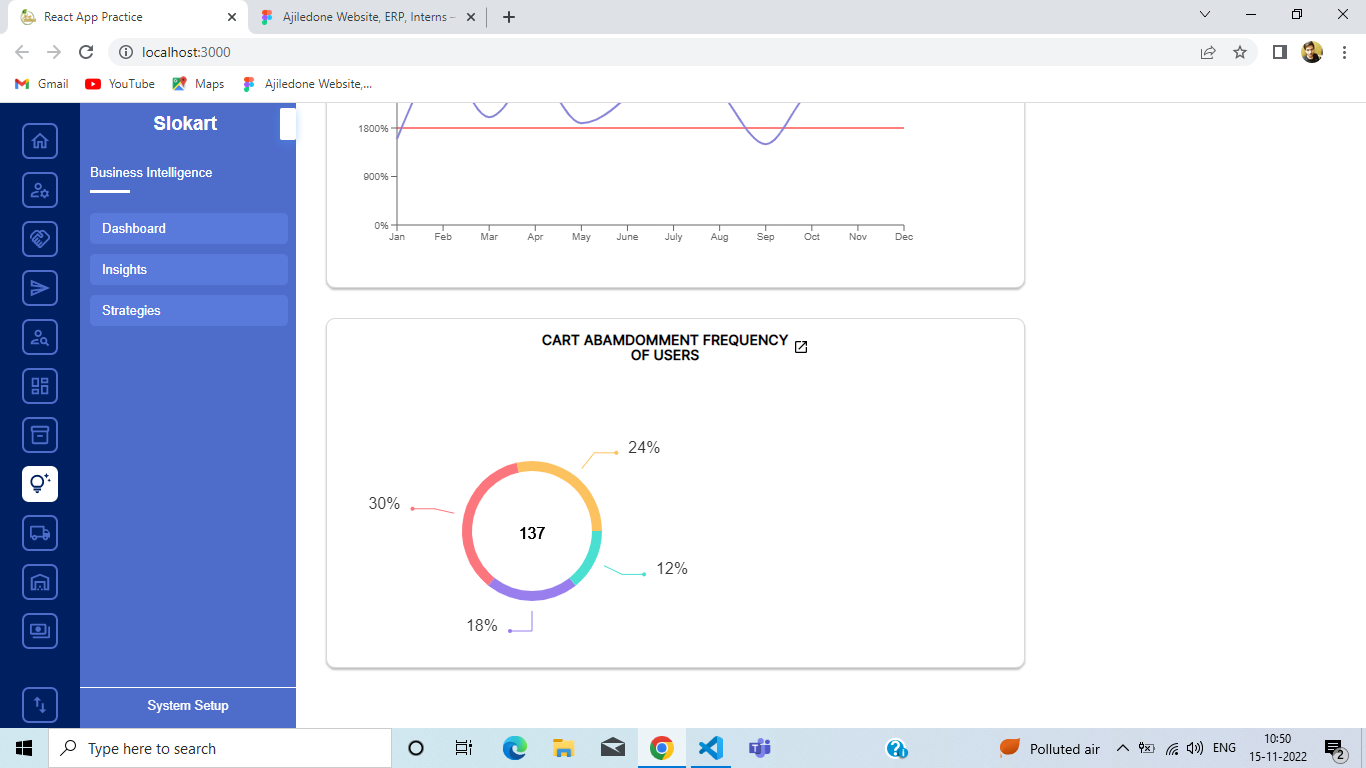 React App Practice
Ajiledone Website, ERP, Interns –
localhost:3000
Gmail
YouTube
Maps
Ajiledone Website,...
Slokart
Business Intelligence
Dashboard
Insights
Strategies
System Setup
1800%
900%
0%
Jan Feb Mar Apr May June July Aug Sep Oct Nov Dec
CART ABAMDOMMENT FREQUENCY
OF USERS
24%
30%
137
12%
18%
Type here to search
Polluted air
ENG
10:50
15-11-2022
2